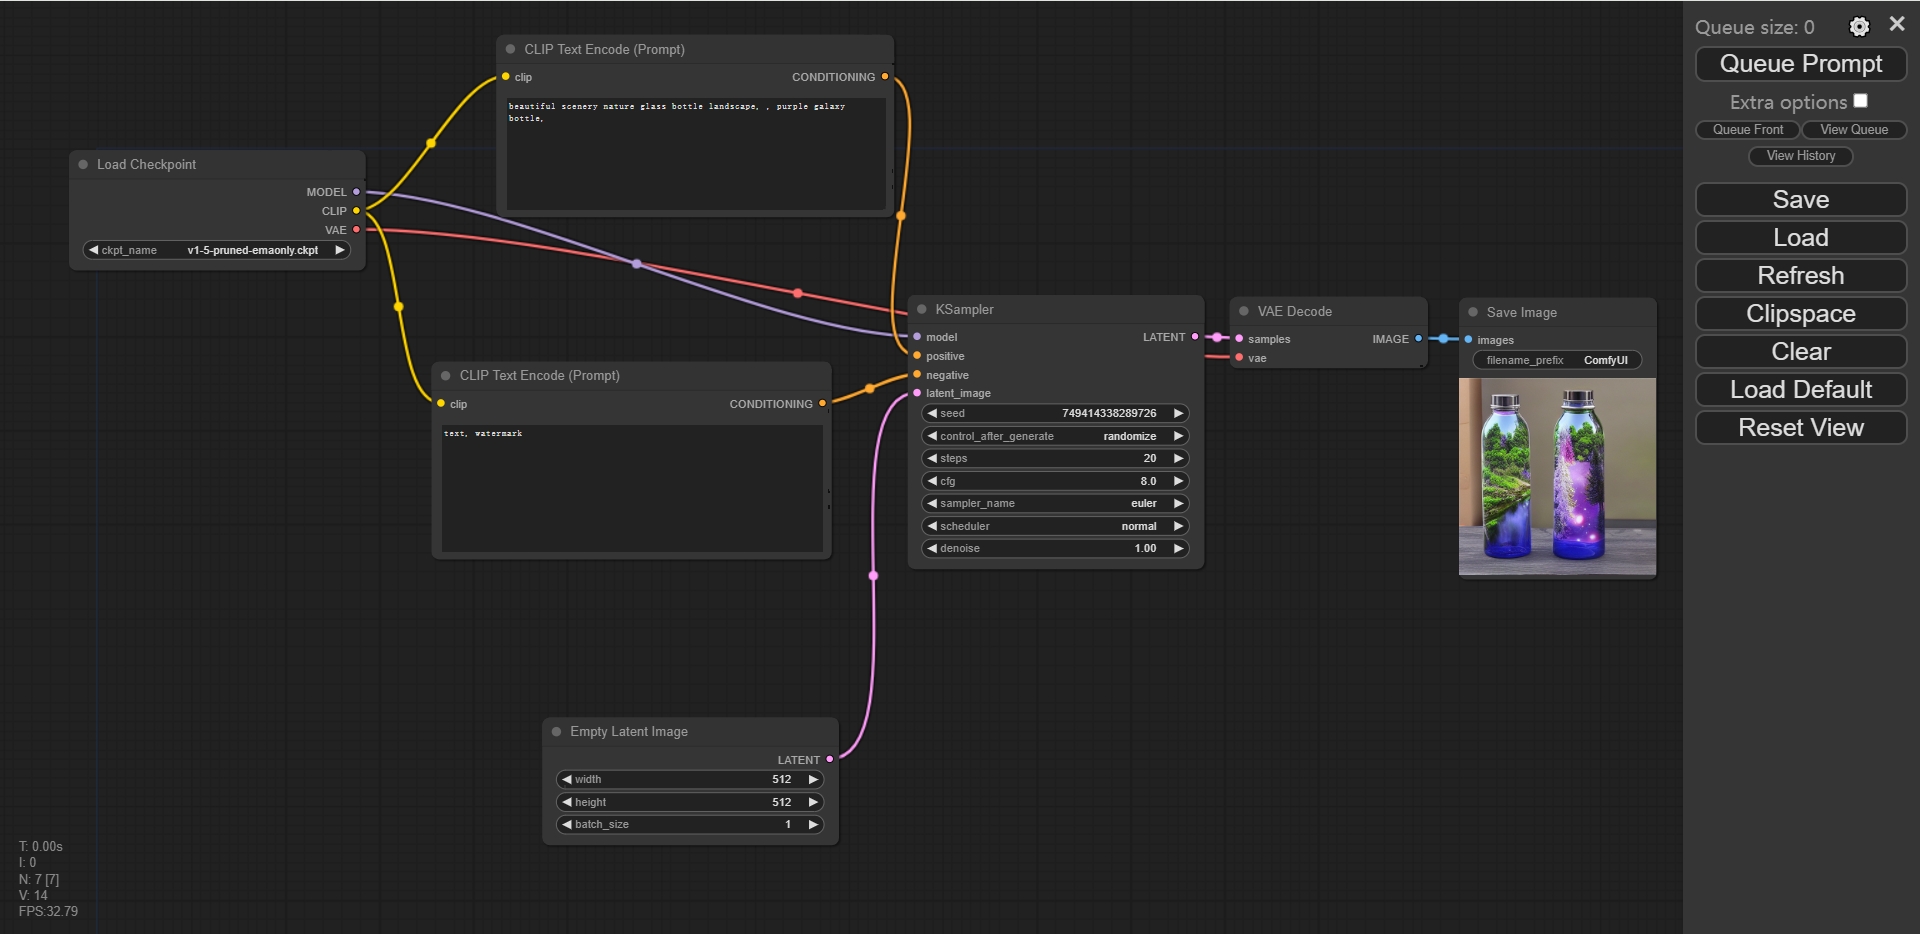 CLIP Text Encode (Prompt)
clip
CONDITIONING
beautiful scenery nature glass bottle landscape, , purple galaxy
bottle,
Load Checkpoint
MODEL
CLIP
VAE
ckpt_name v1-5-pruned-emaonly.ckpt
CLIP Text Encode (Prompt)
clip
CONDITIONING
text, watermark
Empty Latent Image
LATENT
width 512
height 512
batch_size 1
KSampler
model
LATENT
positive
negative
latent_image
seed 749414338289726
control_after_generate randomize
steps 20
cfg 8.0
sampler_name euler
scheduler normal
denoise 1.00
VAE Decode
samples
IMAGE
vae
Save Image
images
filename_prefix ComfyUI
Queue size: 0
Queue Prompt
Extra options
Queue Front
View Queue
View History
Save
Load
Refresh
Clipspace
Clear
Load Default
Reset View
T: 0.00s
I: 0
N: 7 [7]
V: 14
FPS:32.79